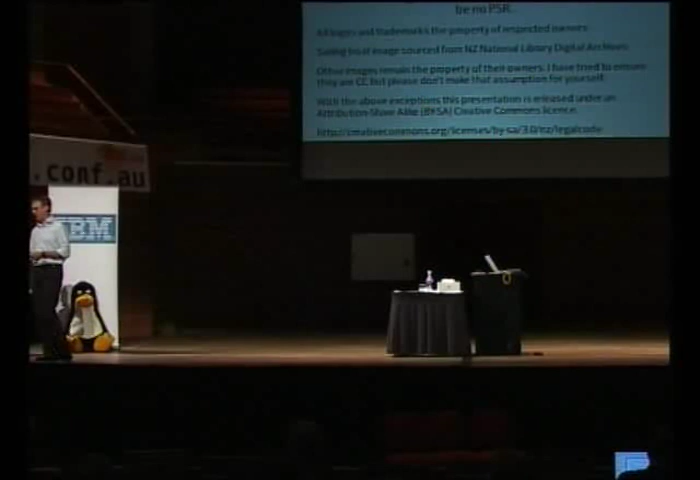 be no PSR.
All logos and trademarks the property of respected owners.
Sailing boat image sourced from NZ National Library Digital Archives
Other images remain the property of their owners. I have tried to ensure
they are CC, but please don't make that assumption for yourself.
With the above exceptions this presentation is released under an
Attribution-Share Alike (BY-SA) Creative Commons licence.
http://creativecommons.org/licenses/by-sa/3.0/nz/legalcode
.conf.au
IBM